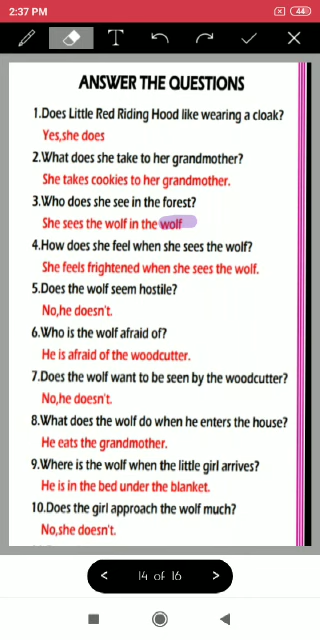 2:37 PM
44
T
ANSWER THE QUESTIONS
1.Does Little Red Riding Hood like wearing a cloak?
Yes,she does
2.What does she take to her grandmother?
She takes cookies to her grandmother.
3.Who does she see in the forest?
She sees the wolf in the wolf
4.How does she feel when she sees the wolf?
She feels frightened when she sees the wolf.
5.Does the wolf seem hostile?
No,he doesn't.
6.Who is the wolf afraid of?
He is afraid of the woodcutter.
7.Does the wolf want to be seen by the woodcutter?
No,he doesn't.
8.What does the wolf do when he enters the house?
He eats the grandmother.
9.Where is the wolf when the little girl arrives?
He is in the bed under the blanket.
10.Does the girl approach the wolf much?
No,she doesn't.
< 14 of 16 >